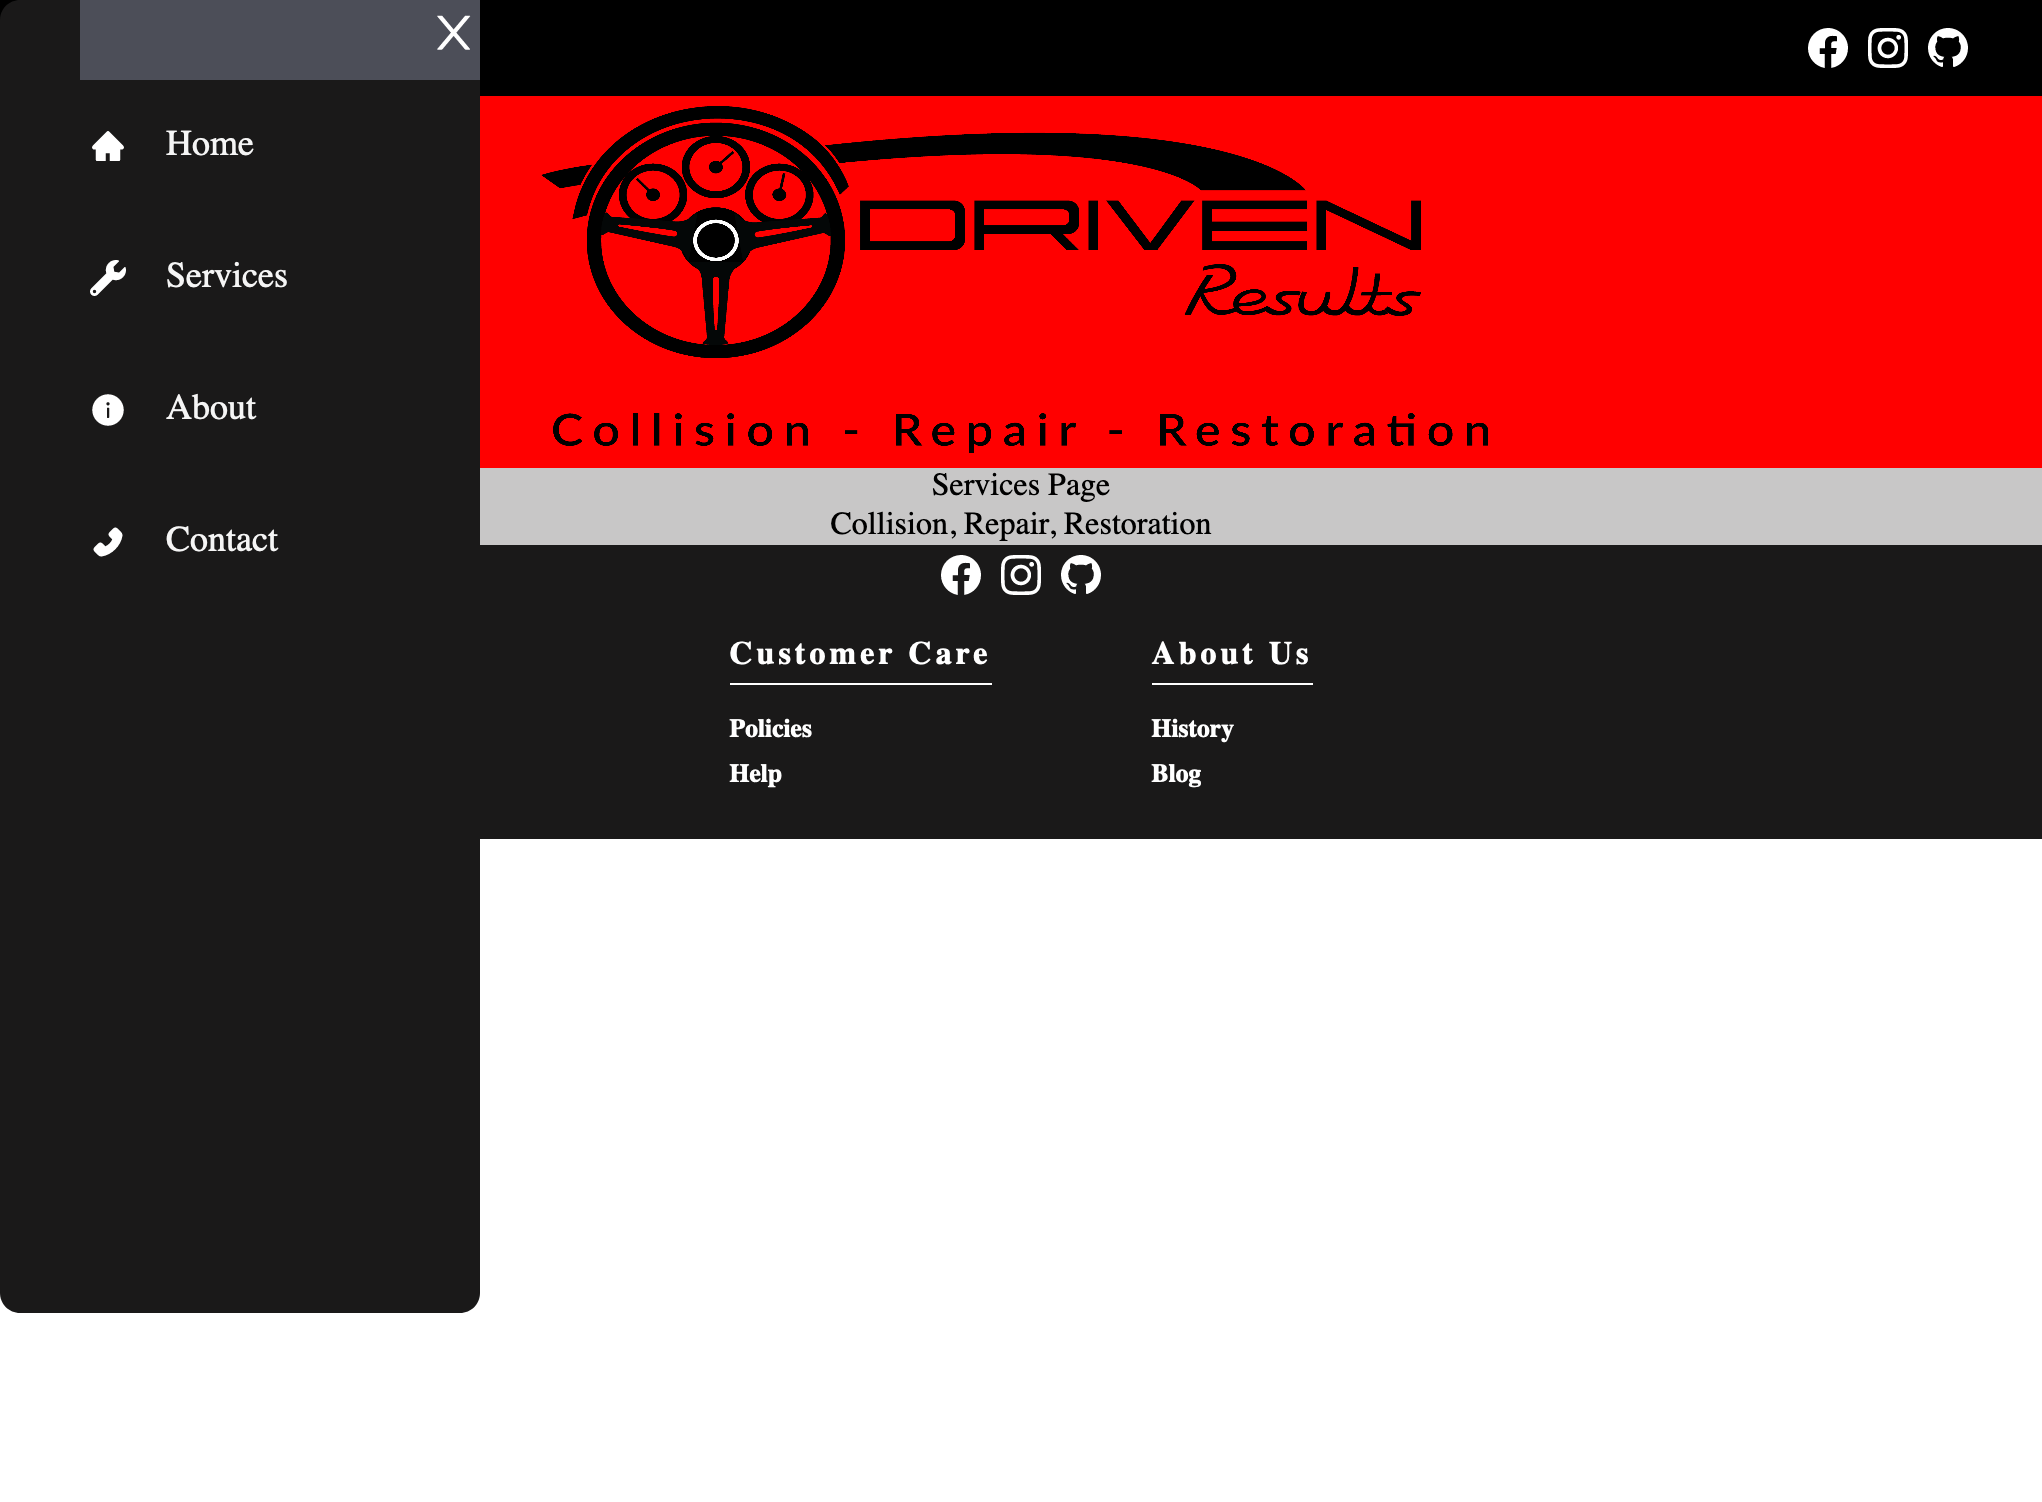 X
Home
Services
About
Contact
DRIVEN
Results
Collision - Repair - Restoration
Services Page
Collision, Repair, Restoration
Customer Care
Policies
Help
About Us
History
Blog